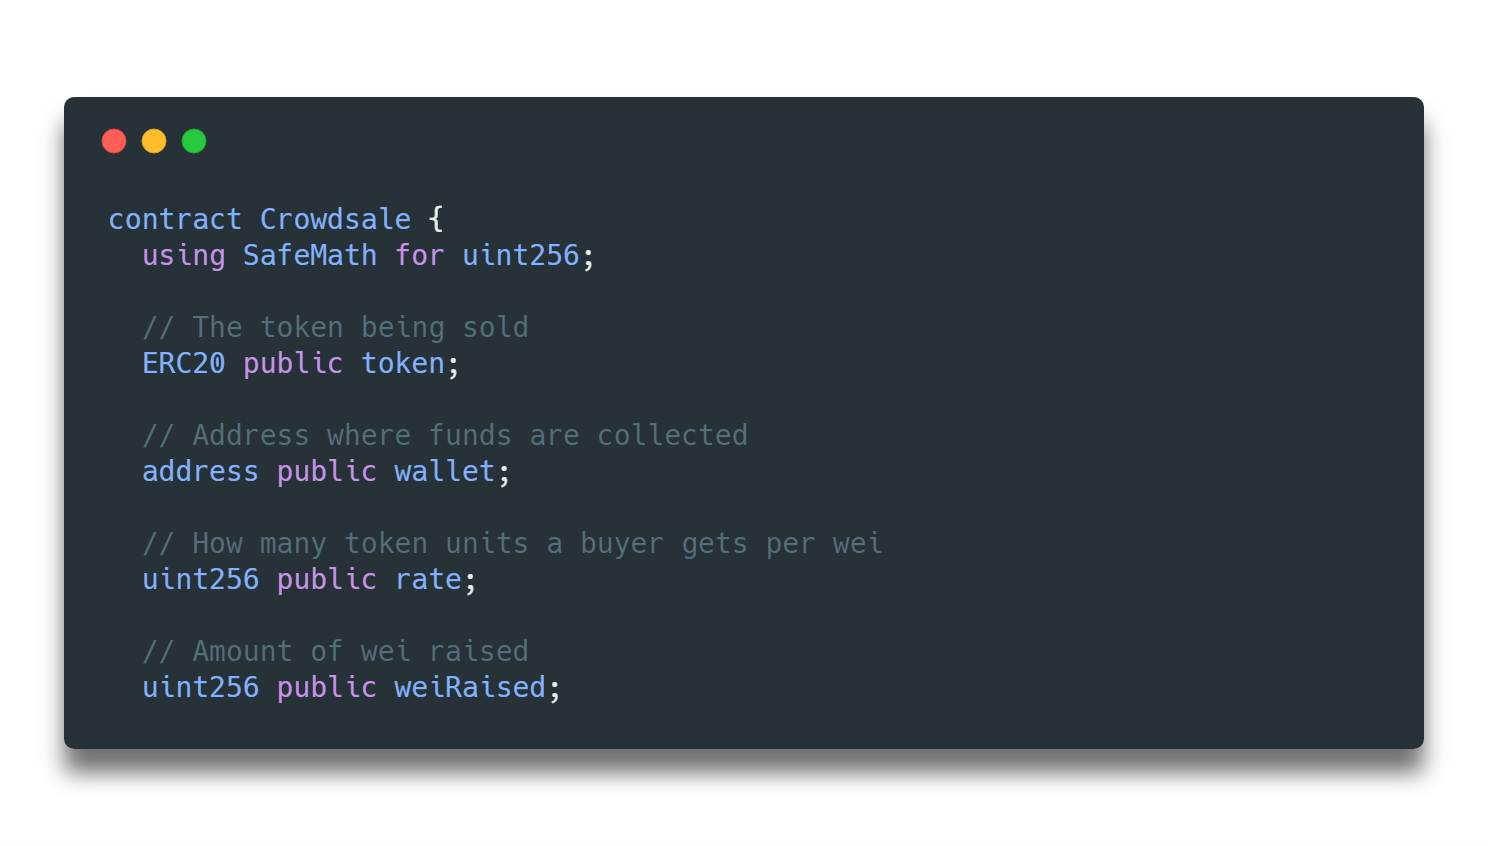 contract Crowdsale {
  using SafeMath for uint256;

  // The token being sold
  ERC20 public token;

  // Address where funds are collected
  address public wallet;

  // How many token units a buyer gets per wei
  uint256 public rate;

  // Amount of wei raised
  uint256 public weiRaised;